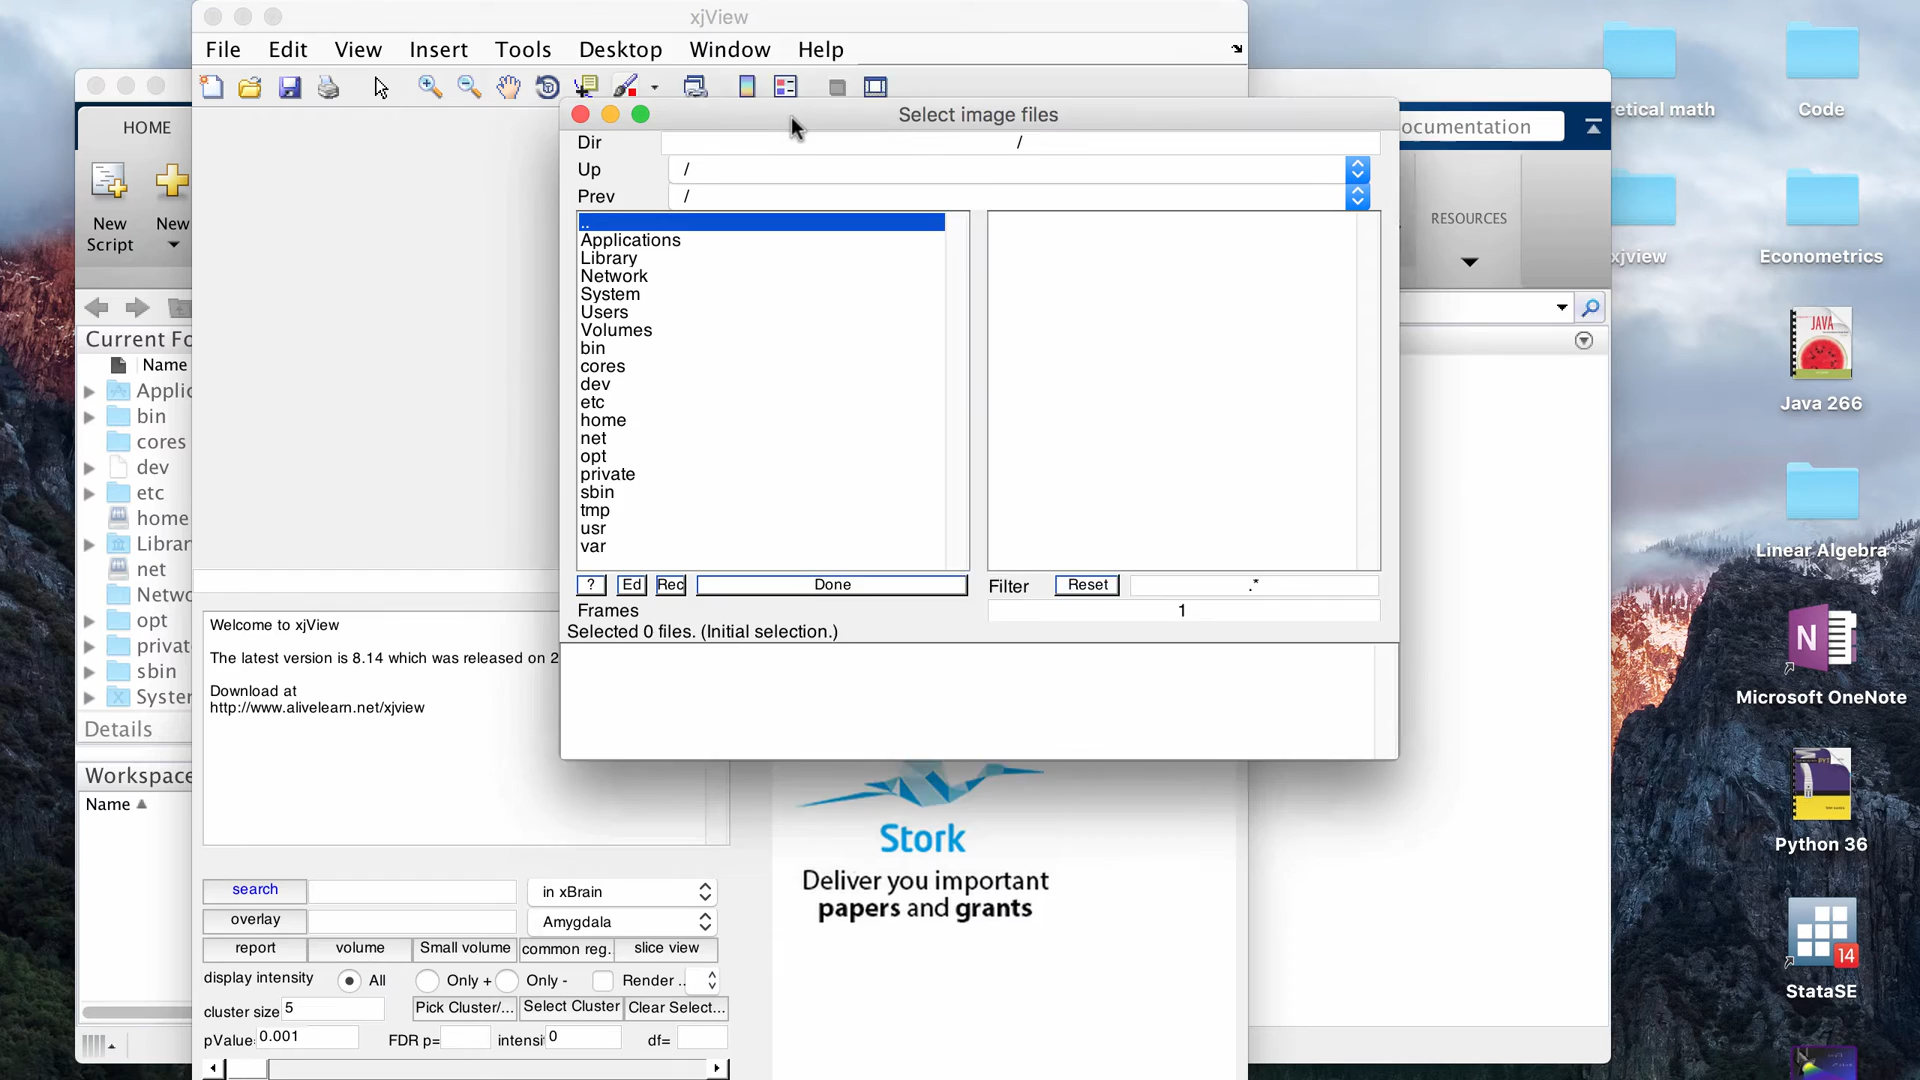 xjView
File Edit View Insert Tools Desktop Window Help
HOME
New Script
New
Current Fo
Name
Applic
bin
cores
dev
etc
home
Librar
net
Netwo
opt
privat
sbin
Syster
Details
Workspace
Name
Select image files
Dir /
Up /
Prev /
..
Applications
Library
Network
System
Users
Volumes
bin
cores
dev
etc
home
net
opt
private
sbin
tmp
usr
var
? Ed Rec Done
Filter Reset .*
Frames 1
Selected 0 files. (Initial selection.)
Welcome to xjView
The latest version is 8.14 which was released on 2
Download at
http://www.alivelearn.net/xjview
search in xBrain
overlay Amygdala
report volume Small volume common reg. slice view
display intensity All Only + Only - Render ..
cluster size 5 Pick Cluster/... Select Cluster Clear Select...
pValue: 0.001 FDR p= intensi 0 df=
Stork
Deliver you important
papers and grants
ocumentation
RESOURCES
retical math
Code
xjview
Econometrics
JAVA
Java 266
Linear Algebra
N
Microsoft OneNote
Python 36
14
StataSE